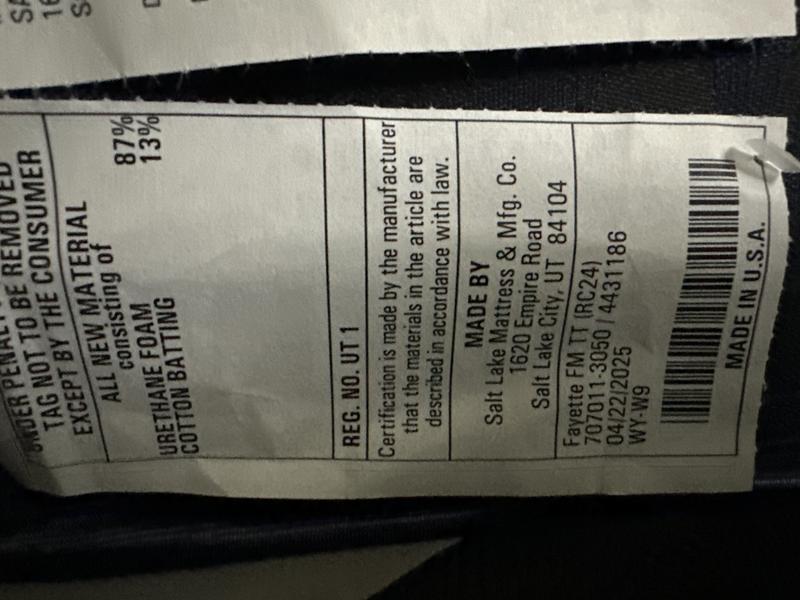 UNDER PENALTY
TAG NOT TO BE REMOVED
EXCEPT BY THE CONSUMER
ALL NEW MATERIAL
consisting of
URETHANE FOAM 87%
COTTON BATTING 13%
REG. NO. UT 1
Certification is made by the manufacturer
that the materials in the article are
described in accordance with law.
MADE BY
Salt Lake Mattress & Mfg. Co.
1620 Empire Road
Salt Lake City, UT 84104
Fayette FM TT (RC24)
707011-3050 / 4431186
04/22/2025
WY-W9
MADE IN U.S.A.